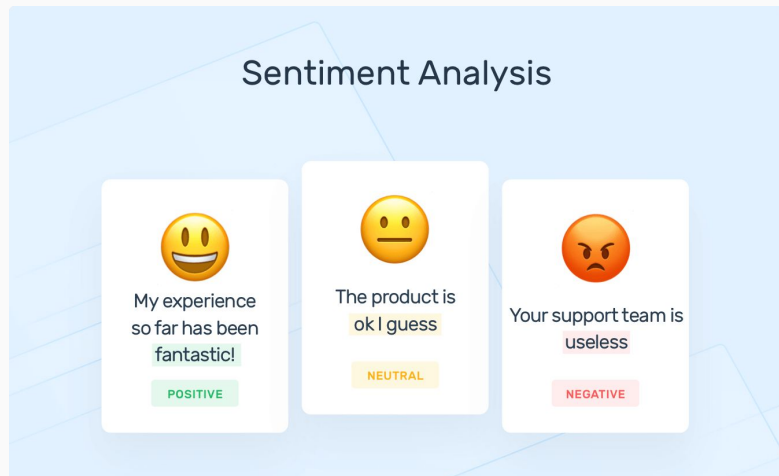 Sentiment Analysis
My experience
so far has been
fantastic!
POSITIVE
The product is
ok I guess
NEUTRAL
Your support team is
useless
NEGATIVE